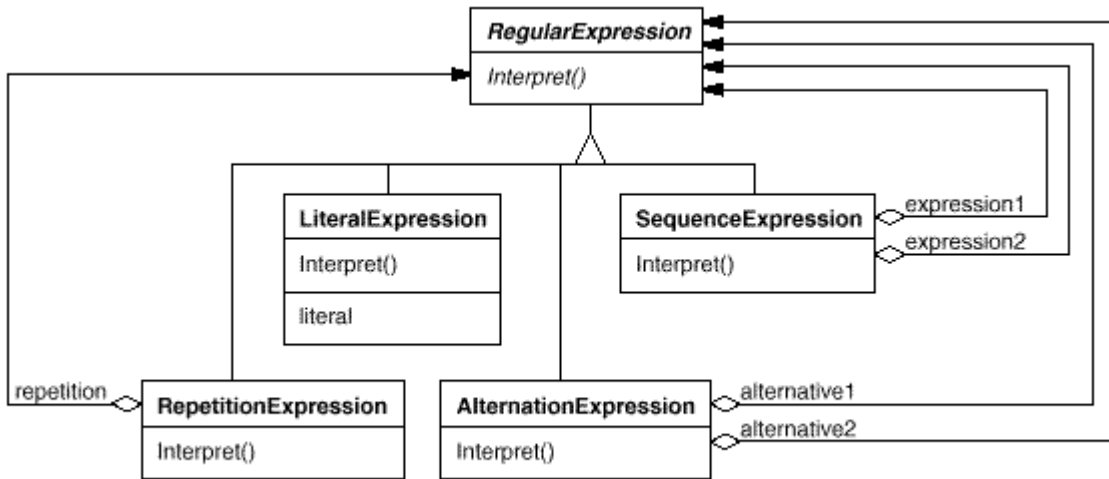 RegularExpression
Interpret()
LiteralExpression
Interpret()
literal
SequenceExpression
Interpret()
expression1
expression2
repetition
RepetitionExpression
Interpret()
AlternationExpression
Interpret()
alternative1
alternative2